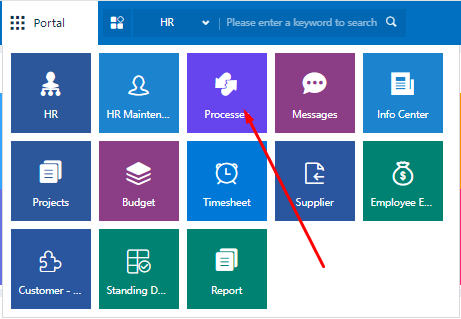 Portal
HR
Please enter a keyword to search
HR
HR Mainten...
Processe
Messages
Info Center
Projects
Budget
Timesheet
Supplier
Employee E...
Customer - ...
Standing D...
Report